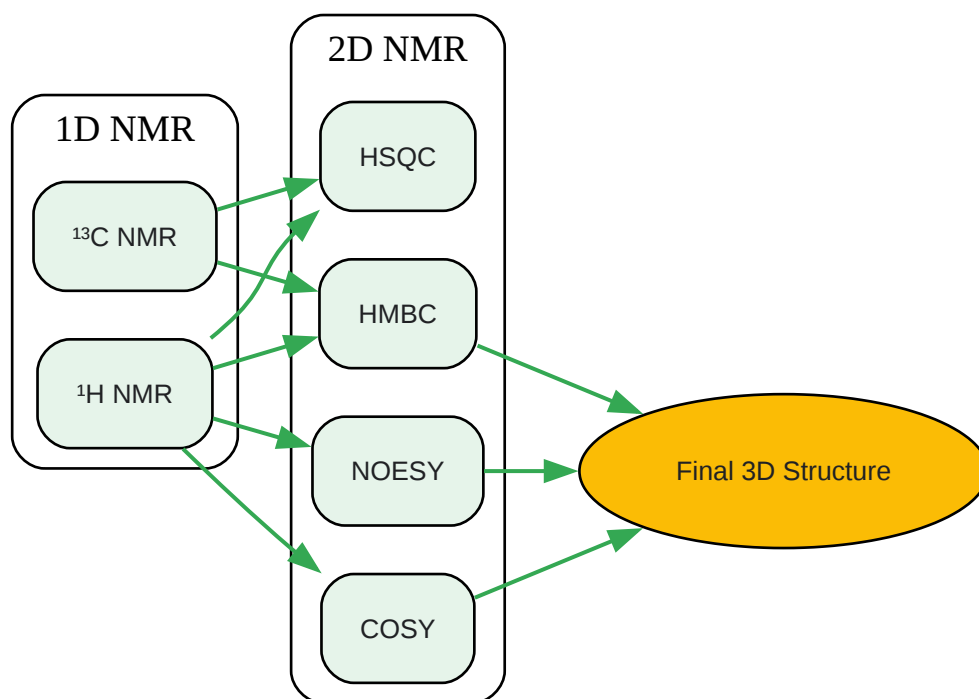 1D NMR
¹³C NMR
¹H NMR
2D NMR
HSQC
HMBC
NOESY
COSY
Final 3D Structure